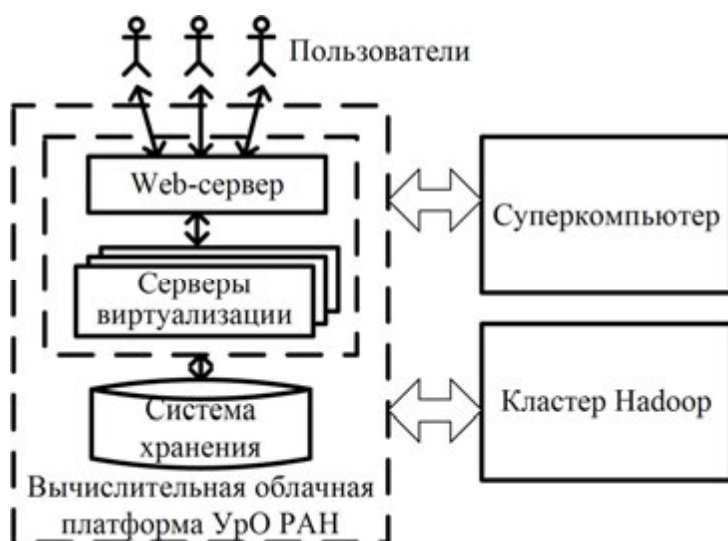 Пользователи
Web-сервер
Серверы
виртуализации
Система
хранения
Вычислительная облачная
платформа УрО РАН
Суперкомпьютер
Кластер Hadoop